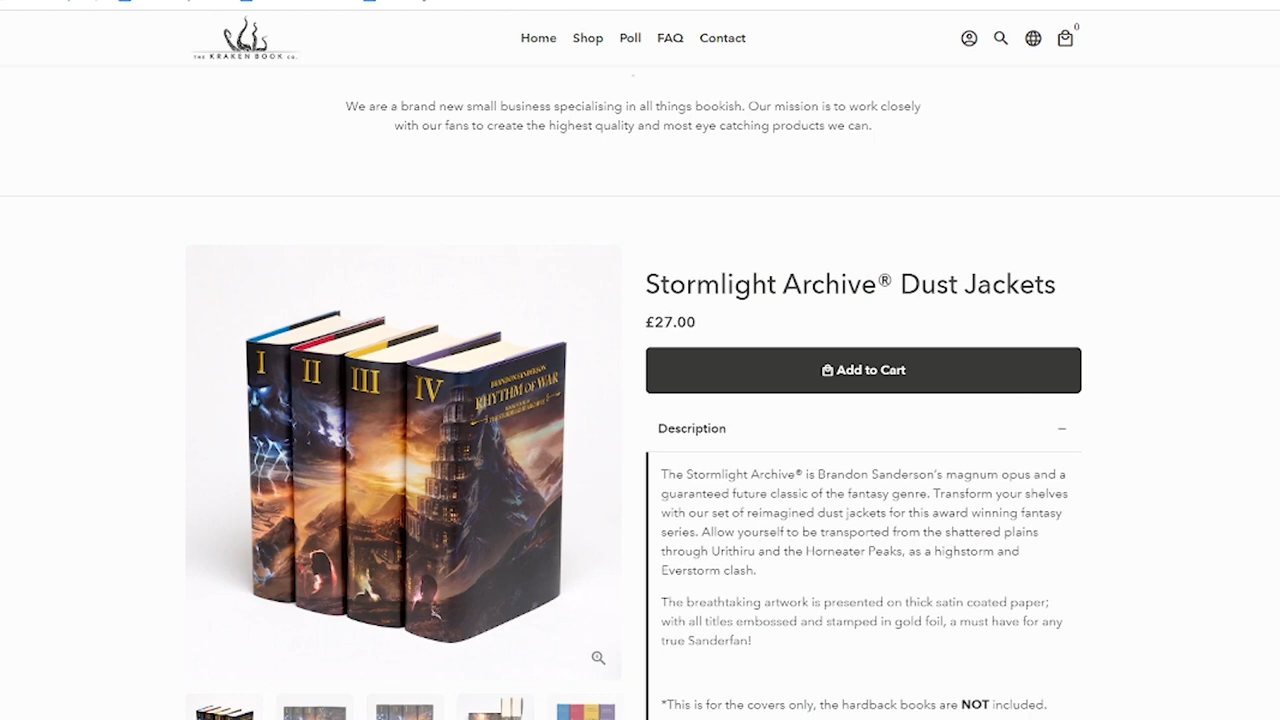 THE KRAKEN BOOK CO.
Home Shop Poll FAQ Contact
0
We are a brand new small business specialising in all things bookish. Our mission is to work closely
with our fans to create the highest quality and most eye catching products we can.
I II III IV
BRANDON SANDERSON
RHYTHM OF WAR
THE STORMLIGHT ARCHIVE
Stormlight Archive® Dust Jackets
£27.00
Add to Cart
Description
The Stormlight Archive® is Brandon Sanderson's magnum opus and a
guaranteed future classic of the fantasy genre. Transform your shelves
with our set of reimagined dust jackets for this award winning fantasy
series. Allow yourself to be transported from the shattered plains
through Urithiru and the Horneater Peaks, as a highstorm and
Everstorm clash.
The breathtaking artwork is presented on thick satin coated paper;
with all titles embossed and stamped in gold foil, a must have for any
true Sanderfan!
*This is for the covers only, the hardback books are NOT included.